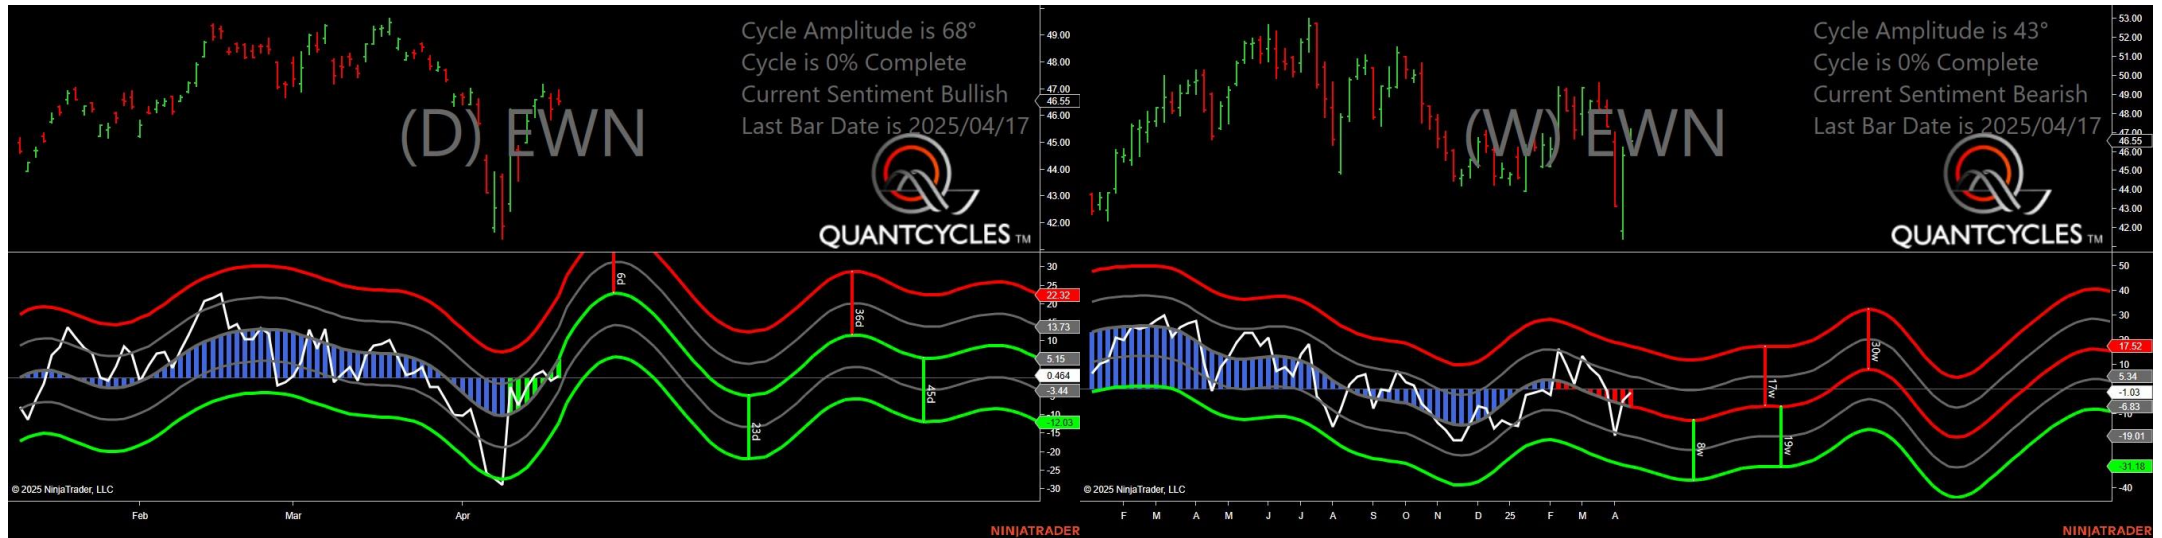 Cycle Amplitude is 68°
Cycle is 0% Complete
Current Sentiment Bullish
Last Bar Date is 2025/04/17
(D) EWN
QUANTCYCLES TM
49.00
48.00
47.00
46.55
46.00
45.00
44.00
43.00
42.00
6d
36d
23d
45d
30
22.32
20
13.73
10
5.15
0.464
-3.44
-10
-12.03
-15
-20
-25
-30
© 2025 NinjaTrader, LLC
Feb
Mar
Apr
NINJATRADER
Cycle Amplitude is 43°
Cycle is 0% Complete
Current Sentiment Bearish
Last Bar Date is 2025/04/17
(W) EWN
QUANTCYCLES TM
53.00
52.00
51.00
50.00
49.00
48.00
47.00
46.55
46.00
45.00
44.00
43.00
42.00
17w
30w
8w
19w
50
40
30
17.52
10
5.34
-1.03
-6.83
-19.01
-31.18
-40
© 2025 NinjaTrader, LLC
F
M
A
M
J
J
A
S
O
N
D
25
F
M
A
NINJATRADER